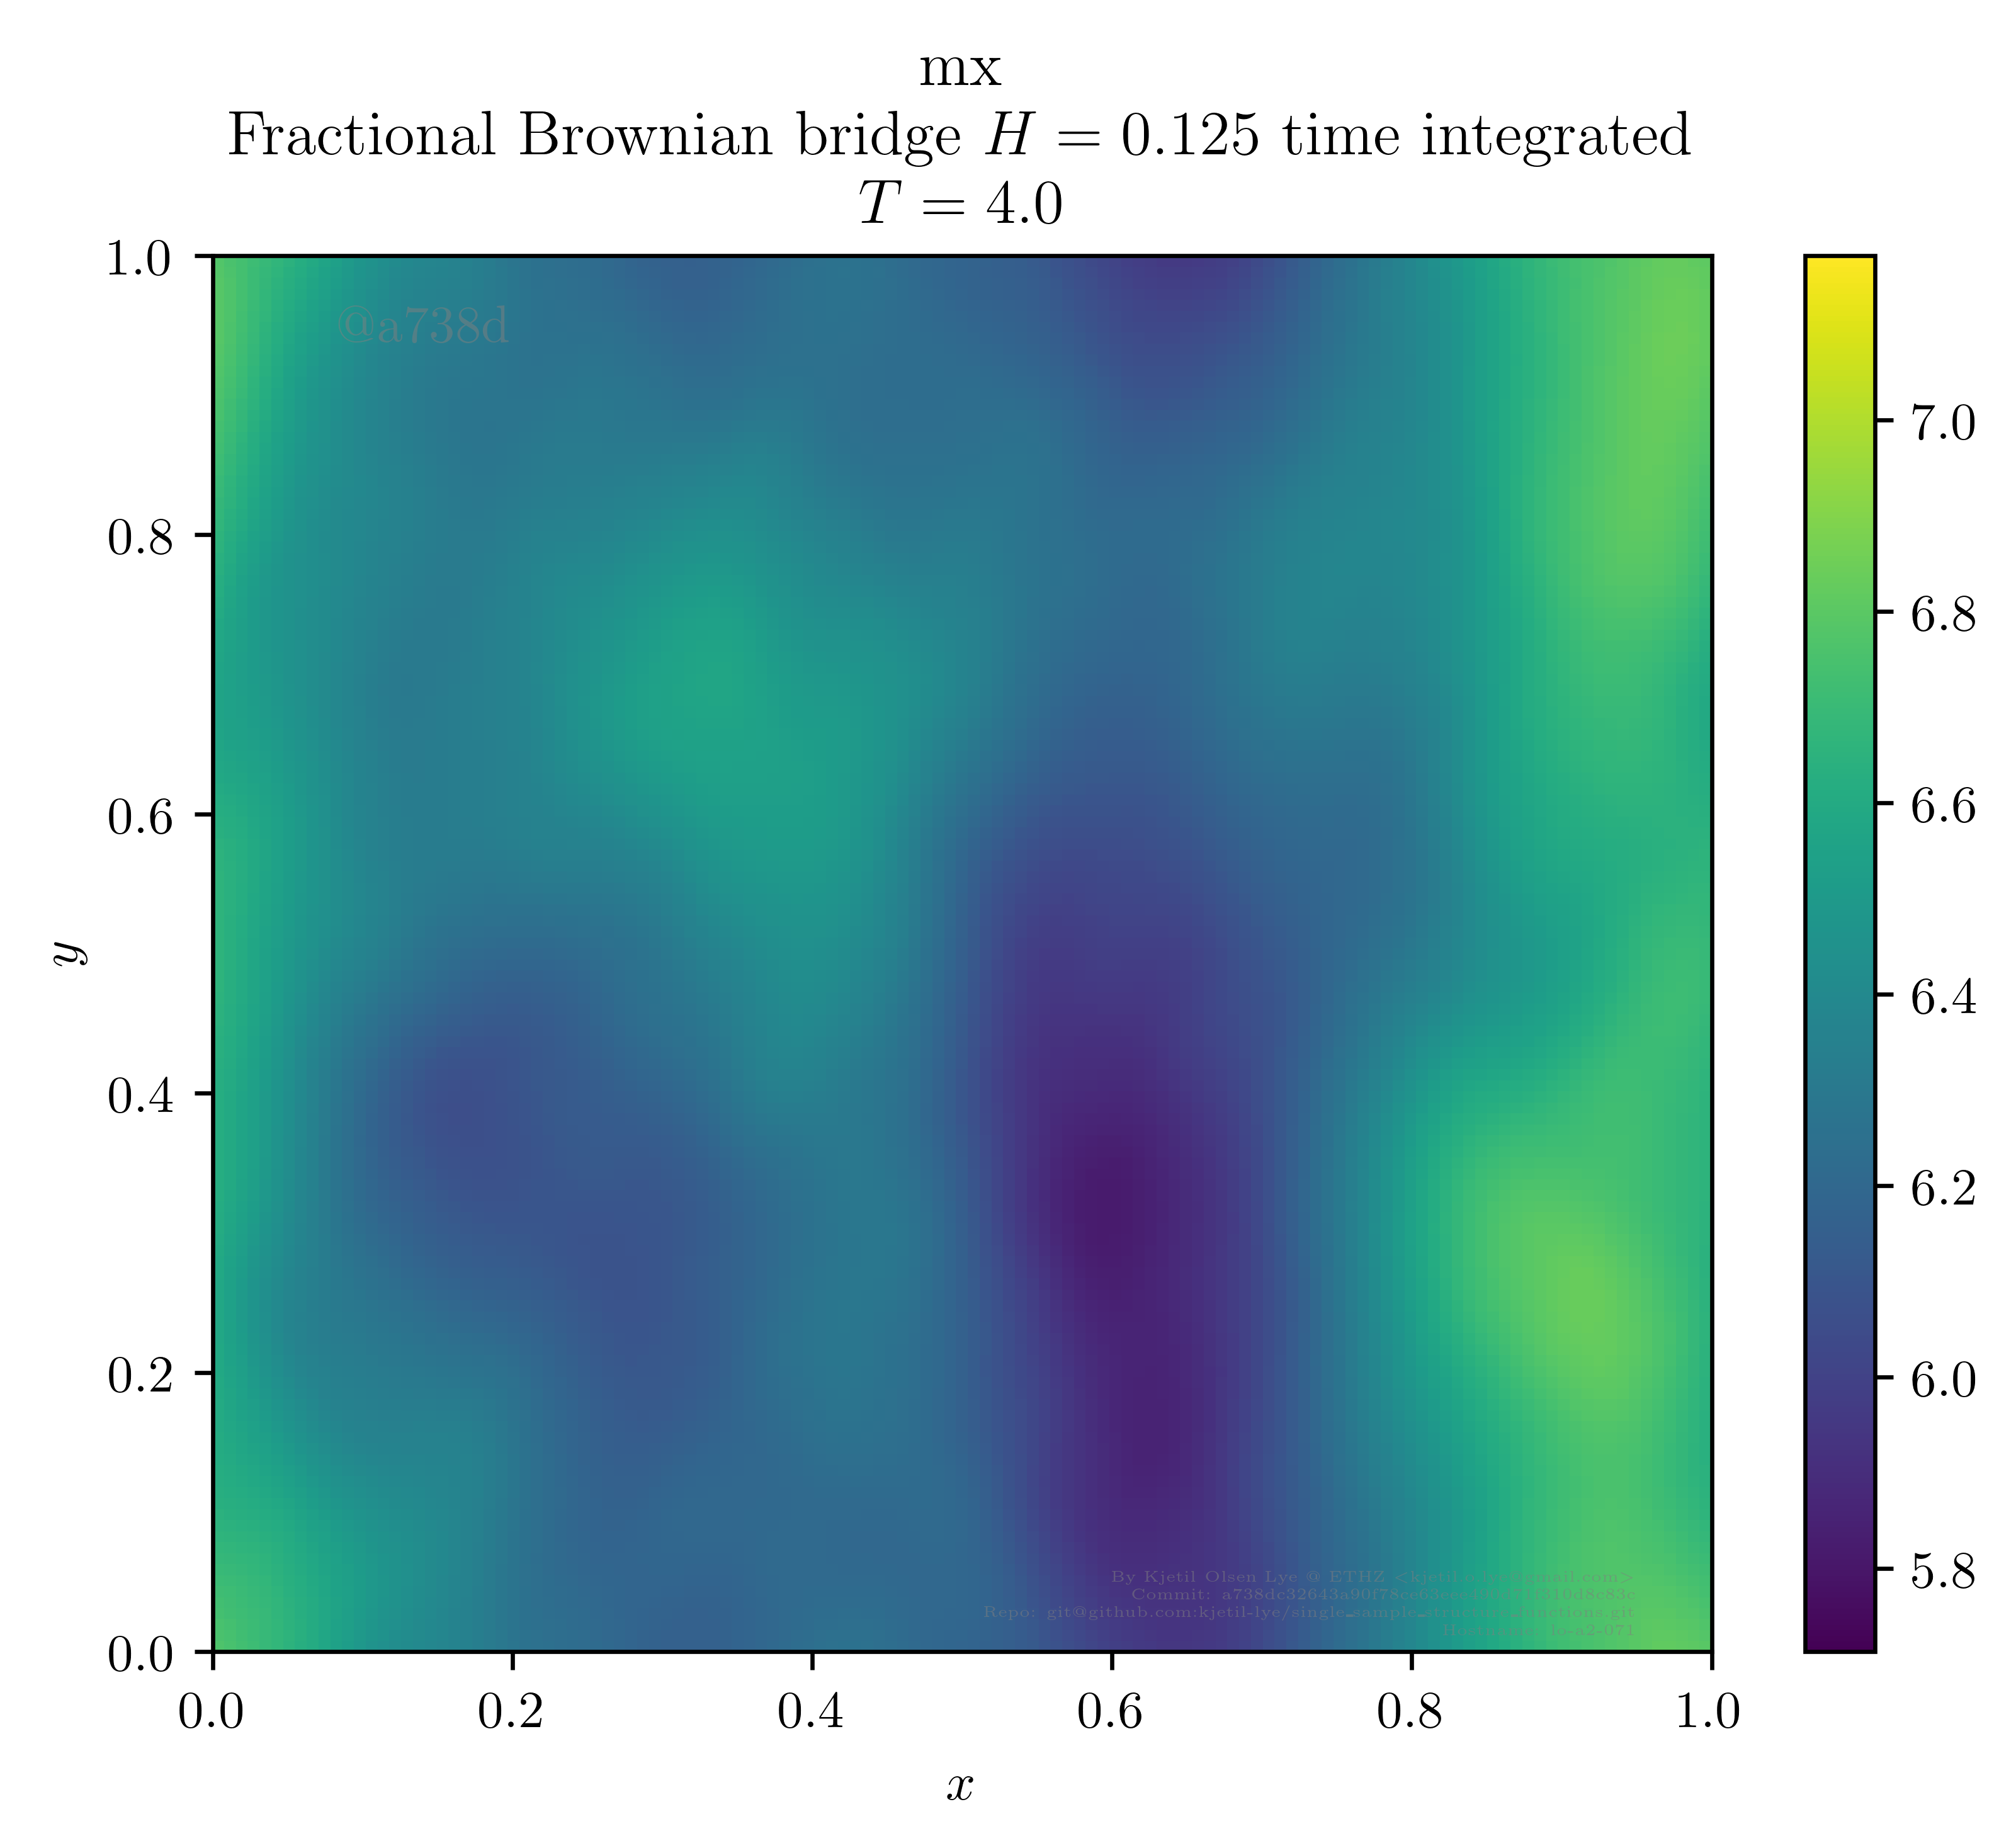 mx
Fractional Brownian bridge H = 0.125 time integrated
T = 4.0
@a738d
1.0
0.8
0.6
0.4
0.2
0.0
y
0.0 0.2 0.4 0.6 0.8 1.0
x
7.0
6.8
6.6
6.4
6.2
6.0
5.8
By Kjetil Olsen Lye @ ETHZ
Commit:
Repo: